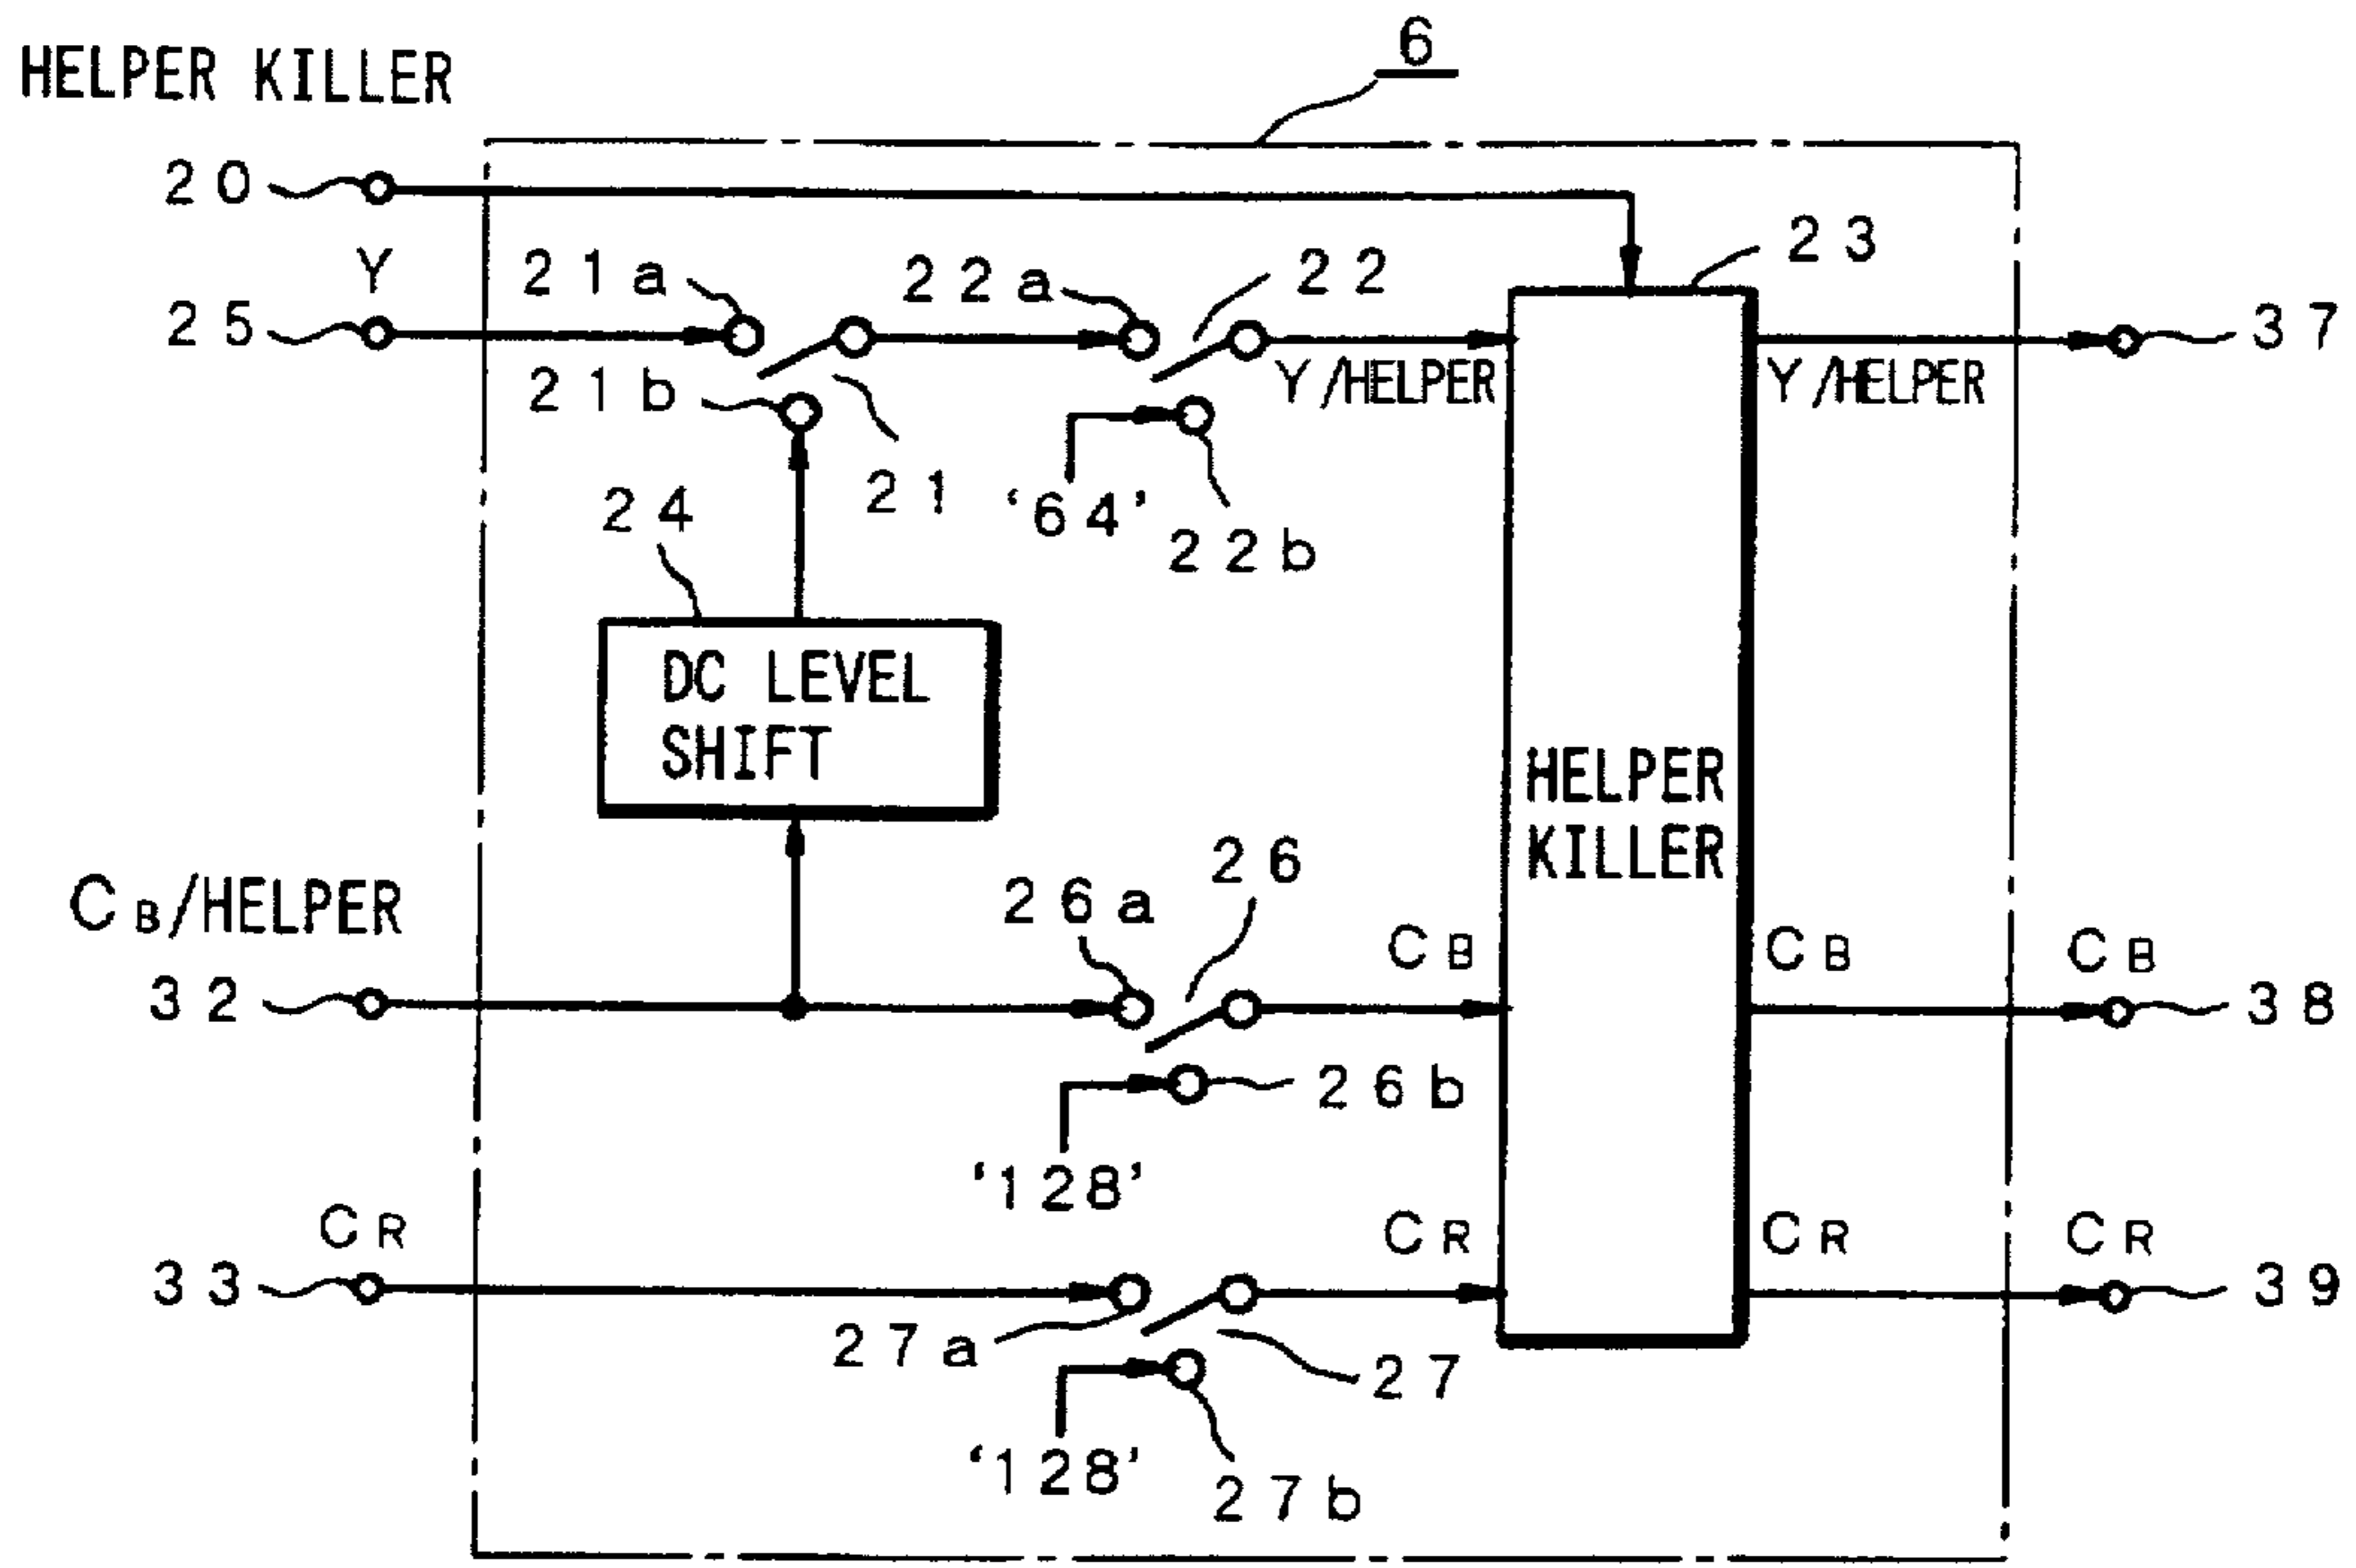 6
HELPER KILLER
20
23
Y
21a
22a
22
25
37
21b
Y/HELPER
Y/HELPER
21
24
'64'
22b
DC LEVEL
SHIFT
HELPER
KILLER
26
CB/HELPER
26a
CB
CB
CB
32
38
26b
'128'
CR
CR
CR
CR
33
39
27a
27
'128'
27b